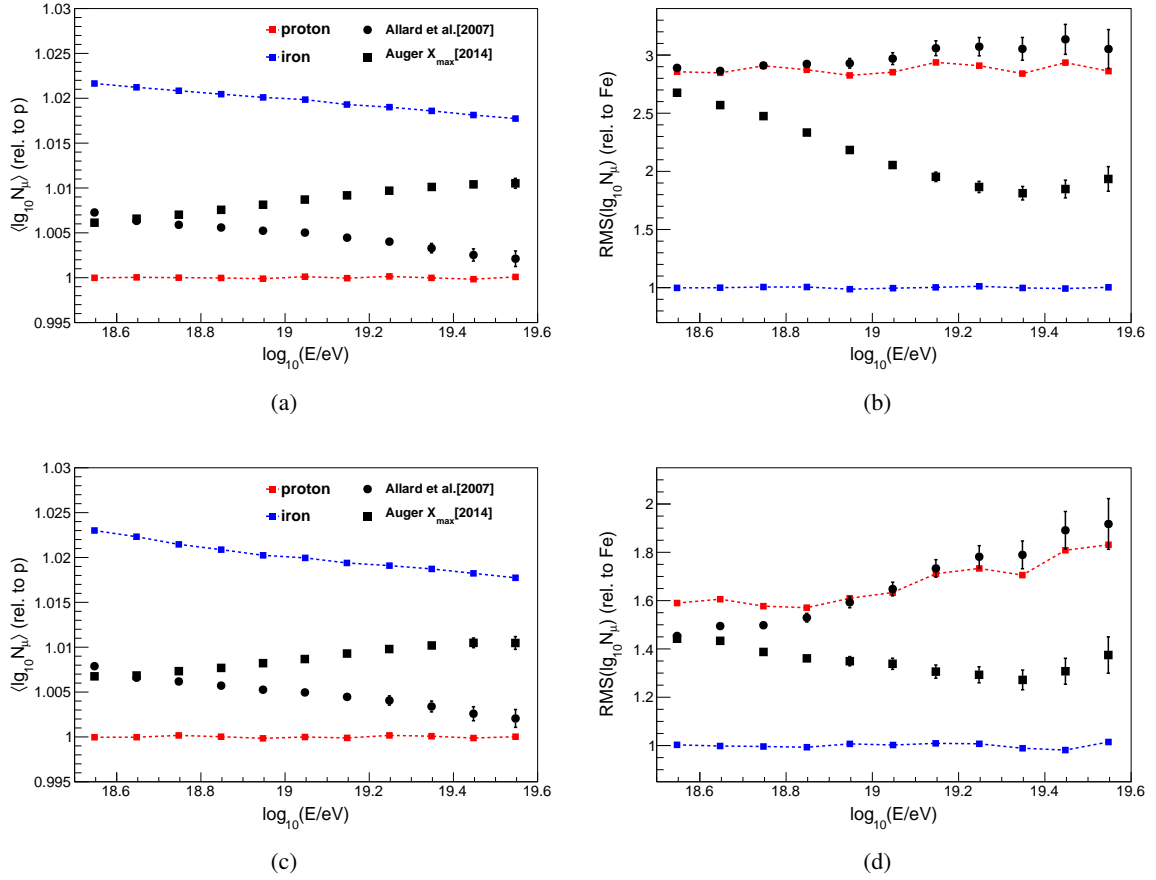 1.03
1.025
1.02
1.015
1.01
1.005
1
0.995
⟨lg₁₀N_μ⟩ (rel. to p)
proton
iron
Allard et al.[2007]
Auger X_max[2014]
18.6 18.8 19 19.2 19.4 19.6
log₁₀(E/eV)
(a)
3
2.5
2
1.5
1
RMS(lg₁₀N_μ) (rel. to Fe)
18.6 18.8 19 19.2 19.4 19.6
log₁₀(E/eV)
(b)
1.03
1.025
1.02
1.015
1.01
1.005
1
0.995
⟨lg₁₀N_μ⟩ (rel. to p)
proton
iron
Allard et al.[2007]
Auger X_max[2014]
18.6 18.8 19 19.2 19.4 19.6
log₁₀(E/eV)
(c)
2
1.8
1.6
1.4
1.2
1
RMS(lg₁₀N_μ) (rel. to Fe)
18.6 18.8 19 19.2 19.4 19.6
log₁₀(E/eV)
(d)